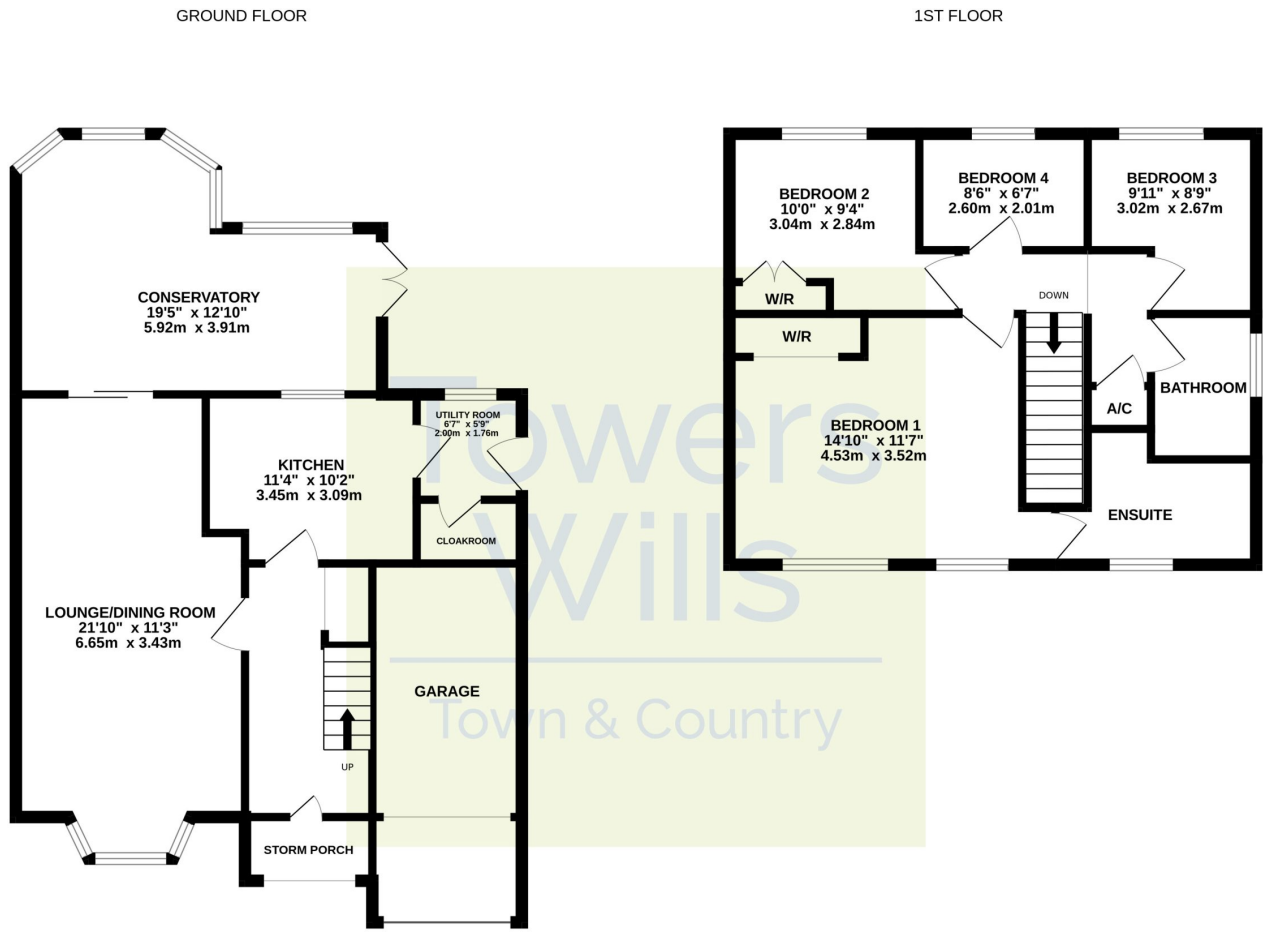 GROUND FLOOR
1ST FLOOR
CONSERVATORY
19'5" x 12'10"
5.92m x 3.91m
UTILITY ROOM
6'7" x 5'9"
2.00m x 1.76m
KITCHEN
11'4" x 10'2"
3.45m x 3.09m
CLOAKROOM
LOUNGE/DINING ROOM
21'10" x 11'3"
6.65m x 3.43m
GARAGE
UP
STORM PORCH
BEDROOM 2
10'0" x 9'4"
3.04m x 2.84m
BEDROOM 4
8'6" x 6'7"
2.60m x 2.01m
BEDROOM 3
9'11" x 8'9"
3.02m x 2.67m
W/R
DOWN
W/R
BATHROOM
A/C
BEDROOM 1
14'10" x 11'7"
4.53m x 3.52m
ENSUITE
Towers
Wills
Town & Country